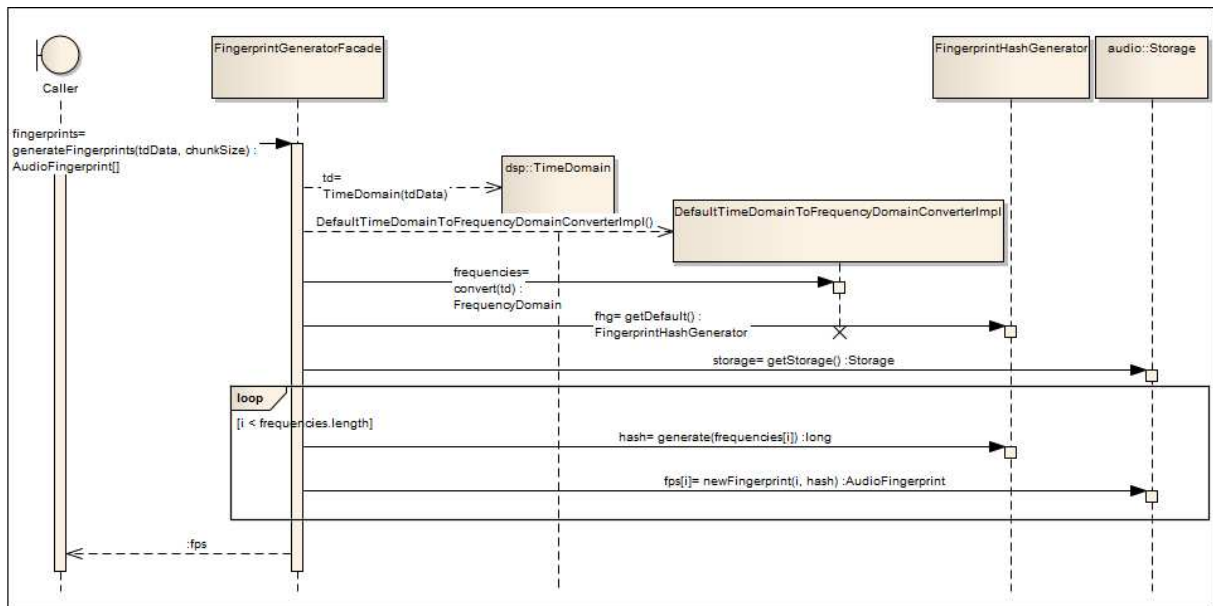 FingerprintGeneratorFacade
FingerprintHashGenerator
audio::Storage
Caller
fingerprints=
generateFingerprints(tdData, chunkSize) :
AudioFingerprint[]
dsp::TimeDomain
td=
TimeDomain(tdData)
DefaultTimeDomainToFrequencyDomainConverterImpl
DefaultTimeDomainToFrequencyDomainConverterImpl()
frequencies=
convert(td) :
FrequencyDomain
fhg= getDefault() :
FingerprintHashGenerator
storage= getStorage() :Storage
loop
[i < frequencies.length]
hash= generate(frequencies[i]) :long
fps[i]= newFingerprint(i, hash) :AudioFingerprint
:fps